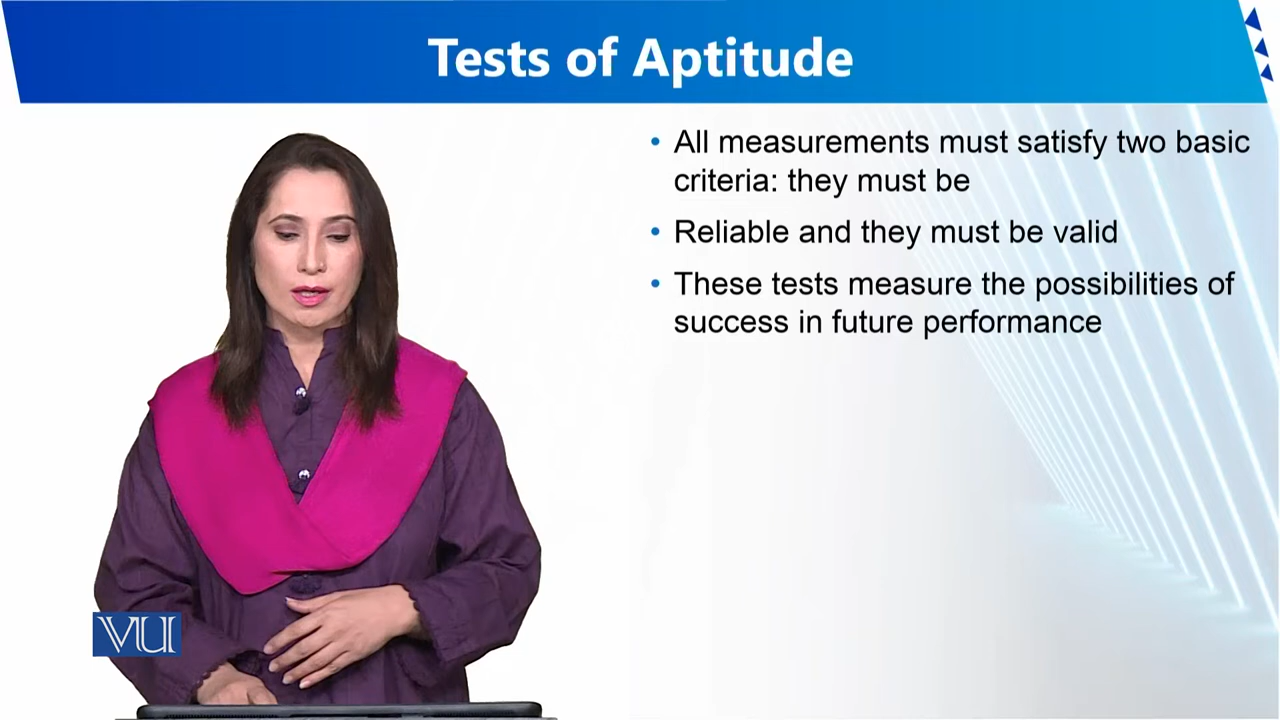 Tests of Aptitude
• All measurements must satisfy two basic
criteria: they must be
• Reliable and they must be valid
• These tests measure the possibilities of
success in future performance
VU